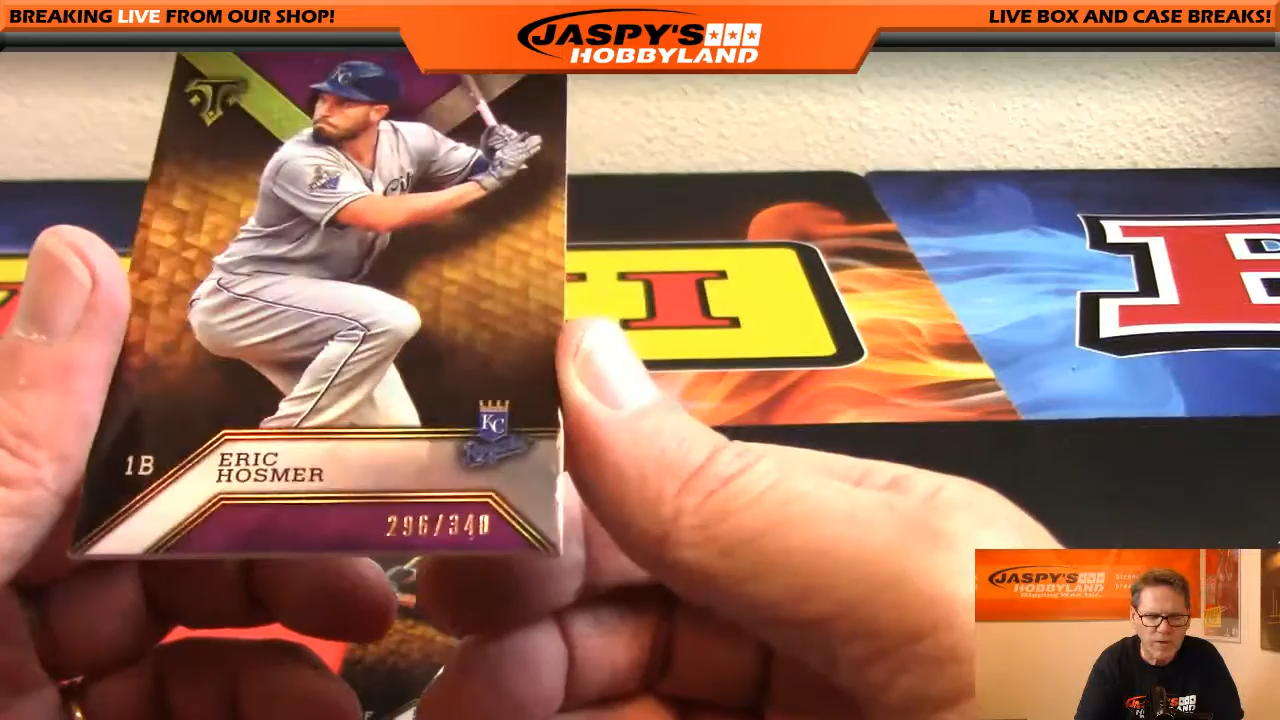 BREAKING LIVE FROM OUR SHOP!
JASPY'S
HOBBYLAND
LIVE BOX AND CASE BREAKS!
KC
KC
1B
ERIC
HOSMER
296/340
I
JASPY'S
HOBBYLAND